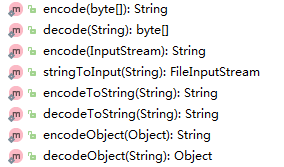 encode(byte[]): String
decode(String): byte[]
encode(InputStream): String
stringToInput(String): FileInputStream
encodeToString(String): String
decodeToString(String): String
encodeObject(Object): String
decodeObject(String): Object